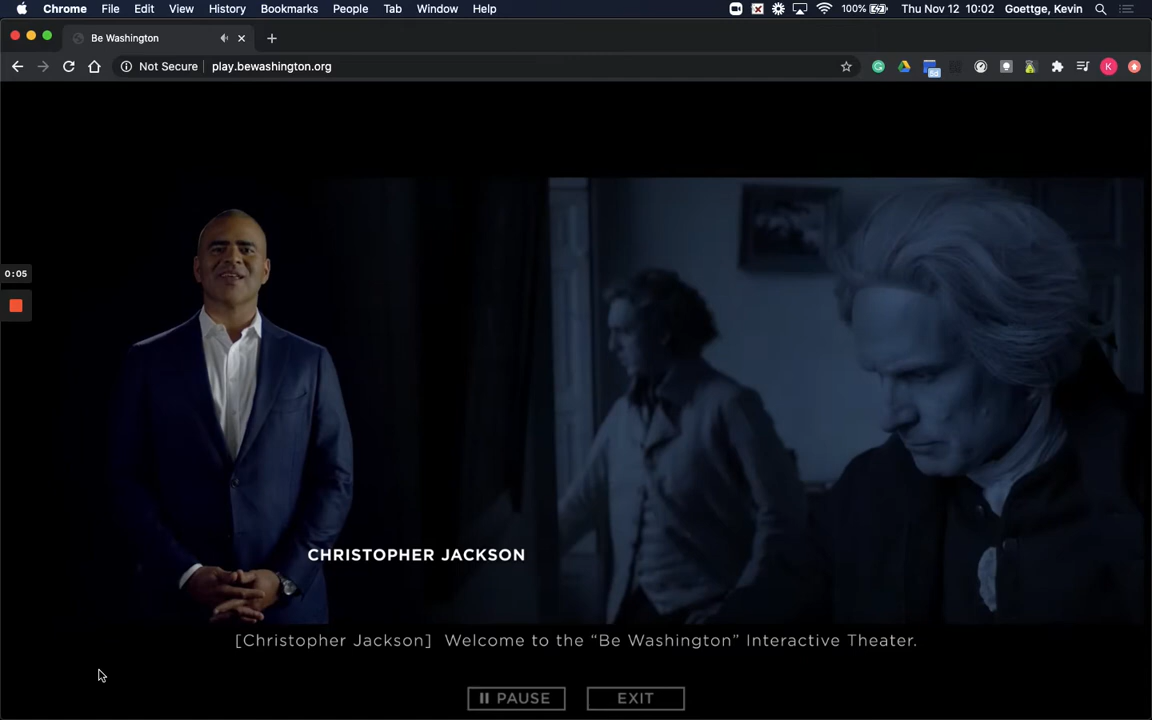 Chrome File Edit View History Bookmarks People Tab Window Help 100% Thu Nov 12 10:02 Goettge, Kevin
Be Washington
Not Secure play.bewashington.org K
0:05
CHRISTOPHER JACKSON
[Christopher Jackson] Welcome to the “Be Washington” Interactive Theater.
PAUSE EXIT